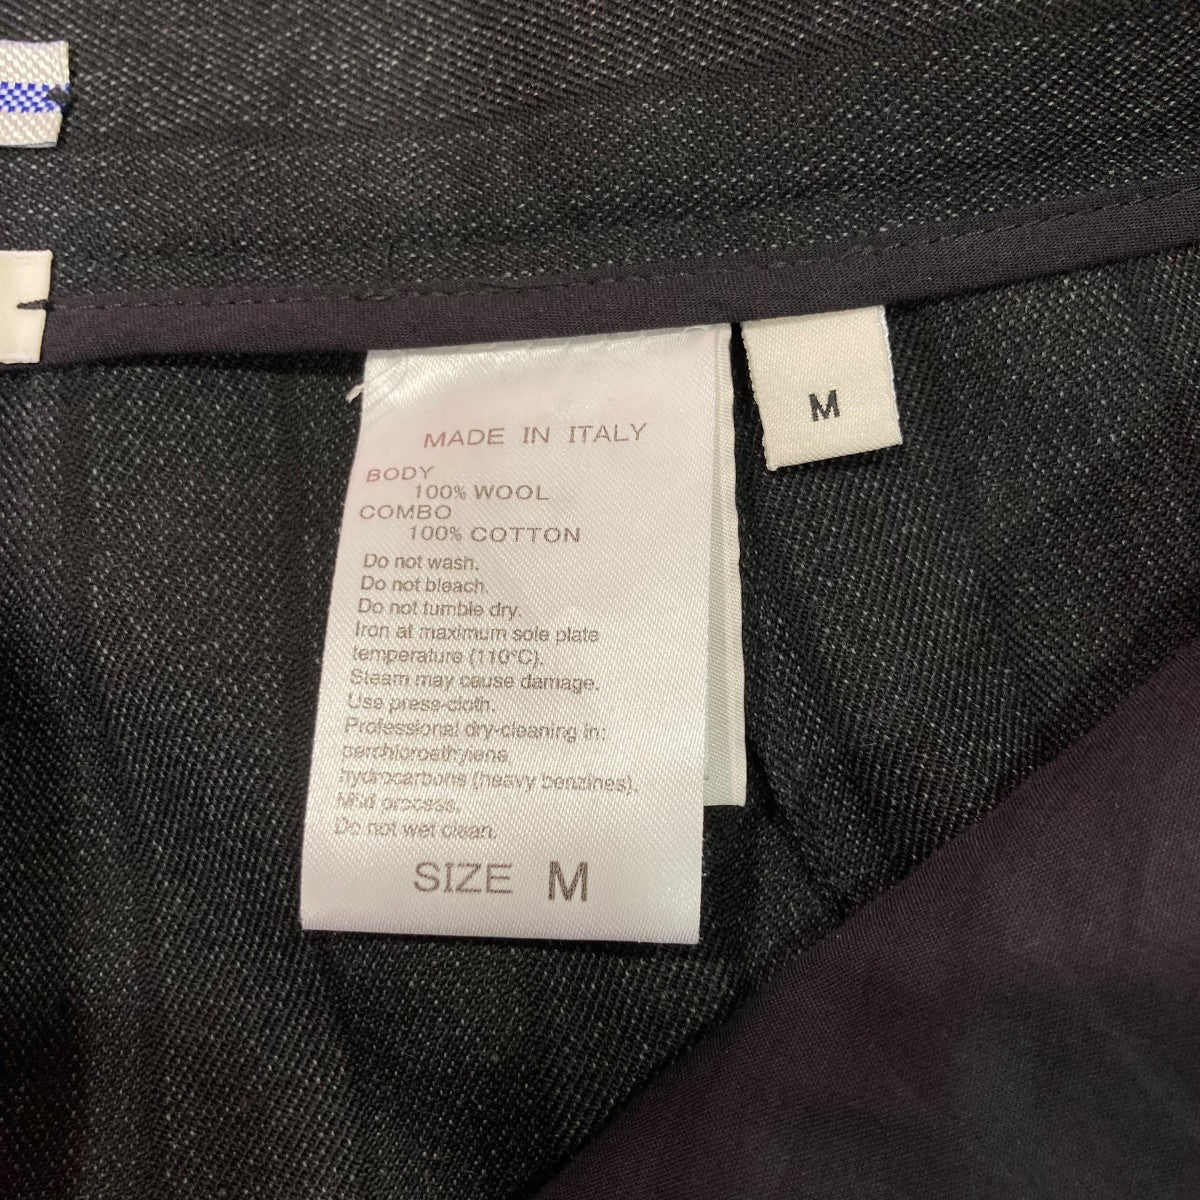 MADE IN ITALY
BODY
100% WOOL
COMBO
100% COTTON
Do not wash.
Do not bleach.
Do not tumble dry.
Iron at maximum sole plate
temperature (110°C).
Steam may cause damage.
Use press-cloth.
Professional dry-cleaning in:
perchloroethylene
hydrocarbons (heavy benzines).
Mild process.
Do not wet clean.
SIZE M
M